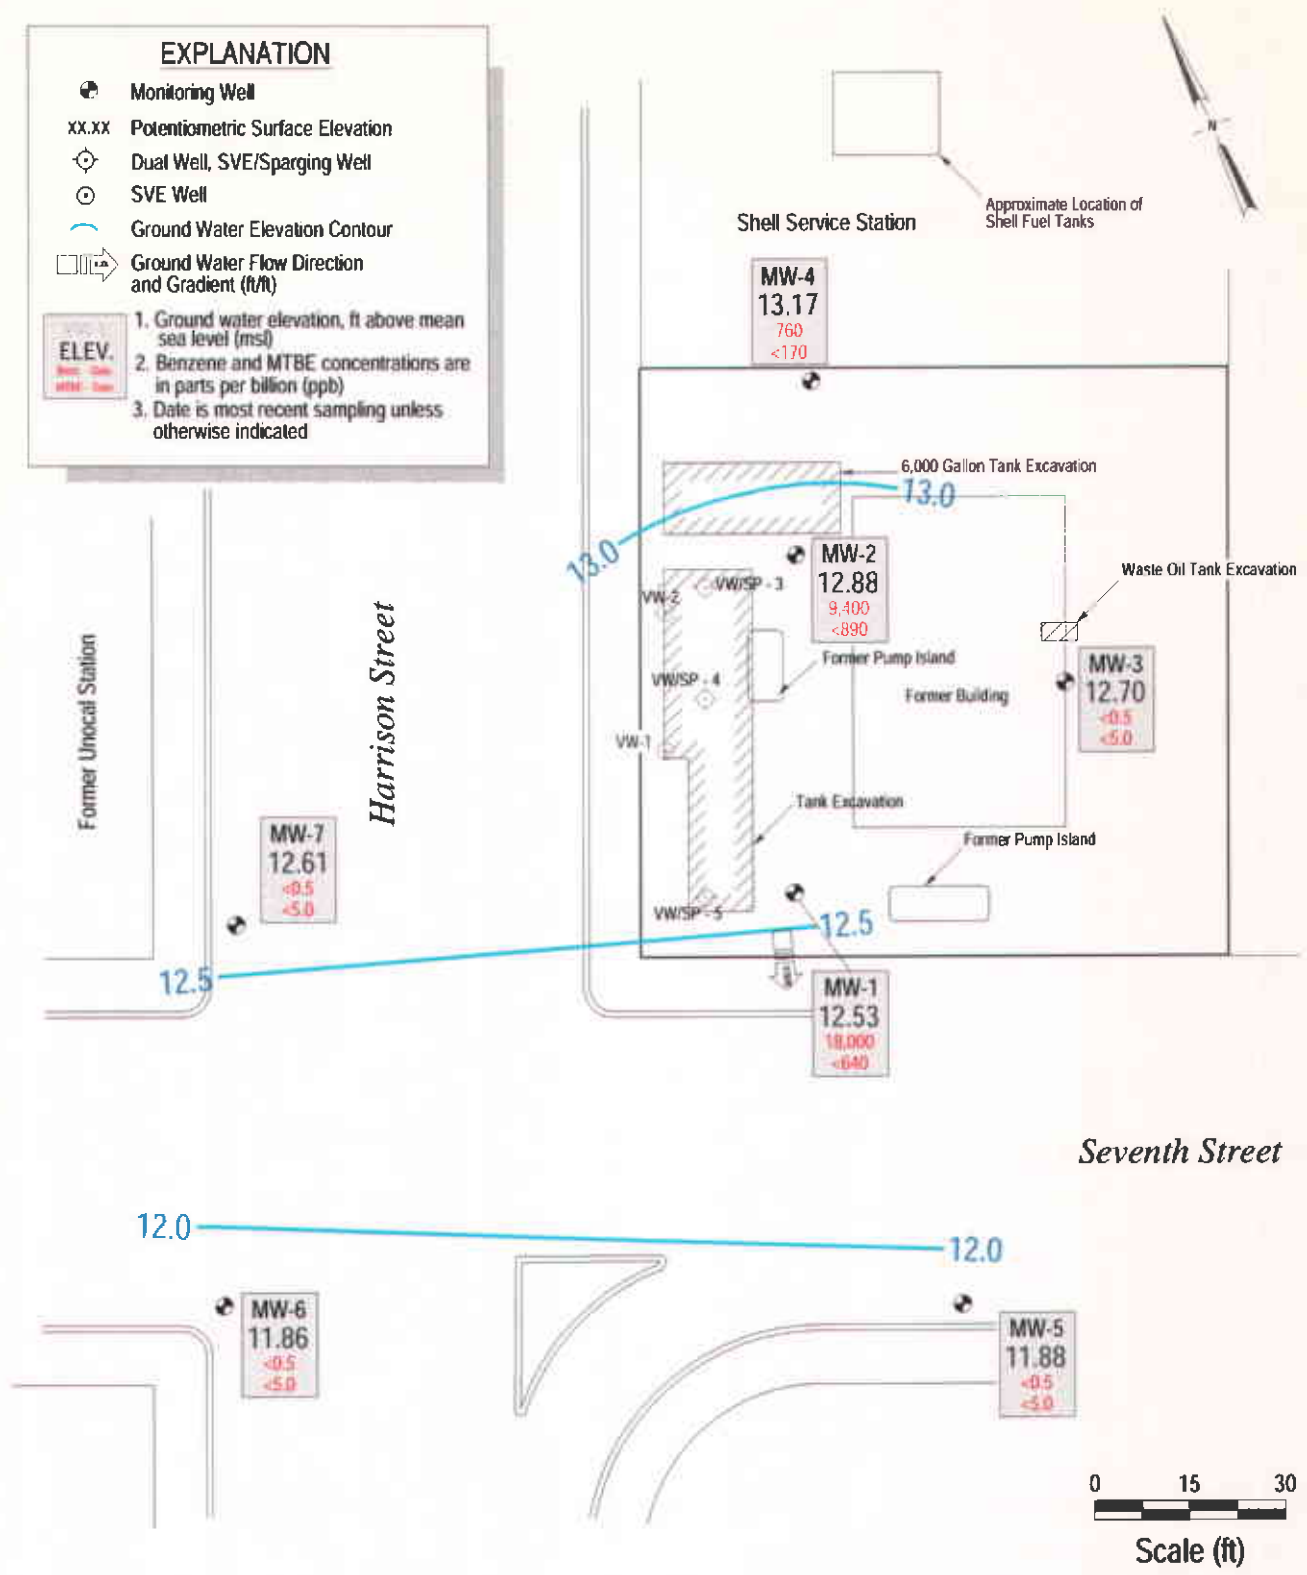 EXPLANATION
Monitoring Well
XX.XX Potentiometric Surface Elevation
Dual Well, SVE/Sparging Well
SVE Well
Ground Water Elevation Contour
Ground Water Flow Direction
and Gradient (ft/ft)
ELEV.
1. Ground water elevation, ft above mean
sea level (msl)
2. Benzene and MTBE concentrations are
in parts per billion (ppb)
3. Date is most recent sampling unless
otherwise indicated
N
Approximate Location of
Shell Fuel Tanks
Shell Service Station
MW-4
13.17
760
<170
6,000 Gallon Tank Excavation
13.0
13.0
MW-2
12.88
9,400
<890
Waste Oil Tank Excavation
VW/SP - 3
VW-2
Former Pump Island
VW/SP - 4
Former Building
MW-3
12.70
<0.5
<5.0
VW-1
Former Unocal Station
Harrison Street
Tank Excavation
Former Pump Island
MW-7
12.61
<0.5
<5.0
VW/SP - 5
12.5
12.5
MW-1
12.53
18,000
<640
Seventh Street
12.0
12.0
MW-6
11.86
<0.5
<5.0
MW-5
11.88
<0.5
<5.0
0 15 30
Scale (ft)